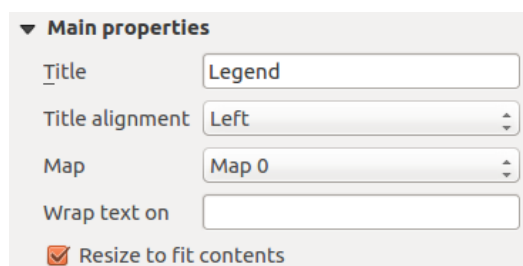 Main properties
Title Legend
Title alignment Left
Map Map 0
Wrap text on
Resize to fit contents